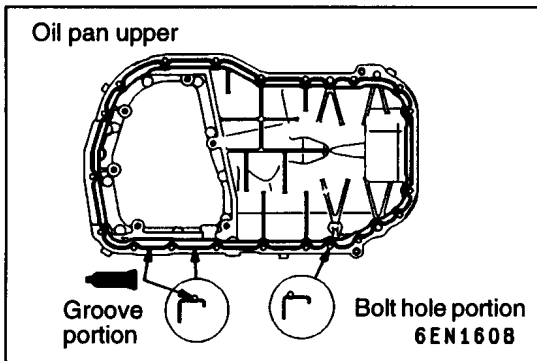 Oil pan upper
Groove
portion
Bolt hole portion
6EN1608